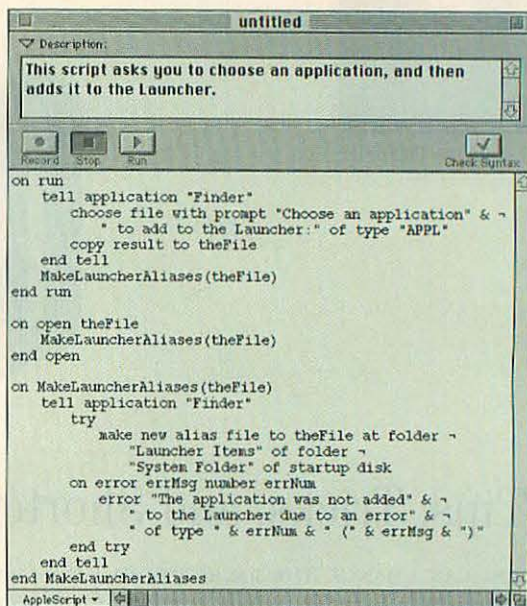 untitled
Description:
This script asks you to choose an application, and then
adds it to the Launcher.
Record Stop Run Check Syntax
on run
tell application "Finder"
choose file with prompt "Choose an application" & ¬
" to add to the Launcher:" of type "APPL"
copy result to theFile
end tell
MakeLauncherAliases(theFile)
end run
on open theFile
MakeLauncherAliases(theFile)
end open
on MakeLauncherAliases(theFile)
tell application "Finder"
try
make new alias file to theFile at folder ¬
"Launcher Items" of folder ¬
"System Folder" of startup disk
on error errMsg number errNum
error "The application was not added" & ¬
" to the Launcher due to an error" & ¬
" of type " & errNum & " (" & errMsg & ")"
end try
end tell
end MakeLauncherAliases
AppleScript